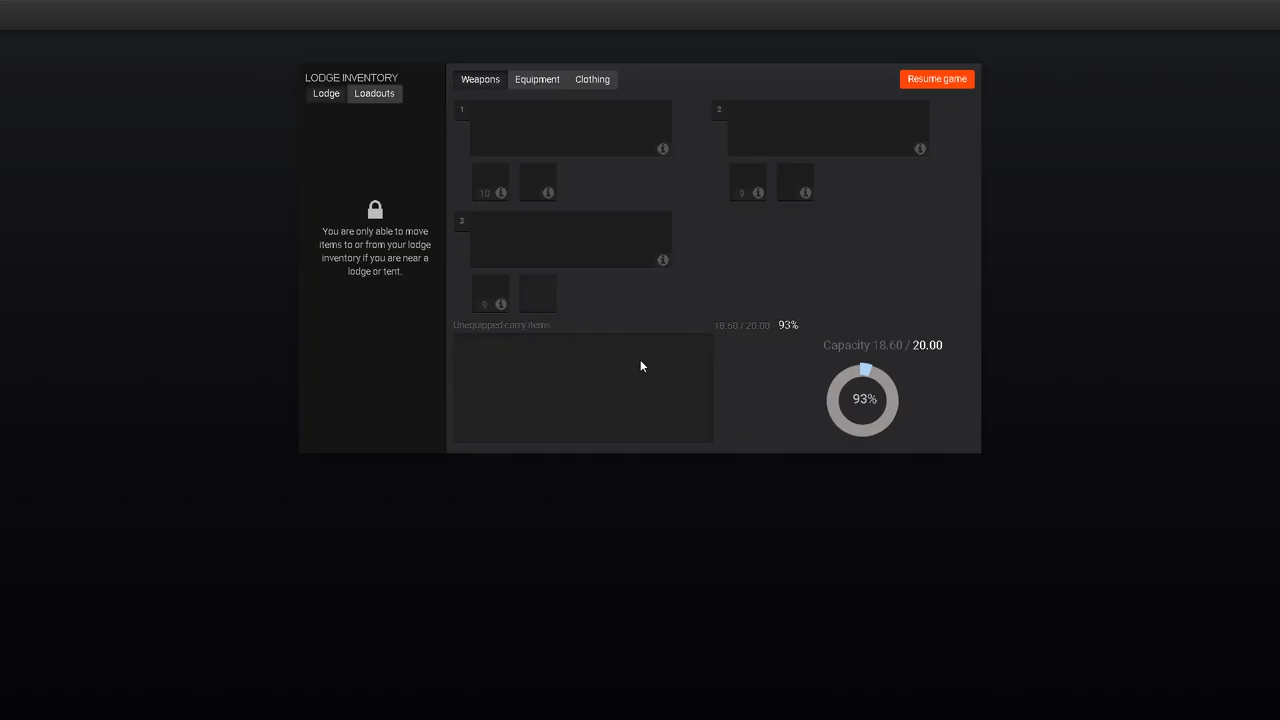 LODGE INVENTORY
Lodge Loadouts
You are only able to move
items to or from your lodge
inventory if you are near a
lodge or tent.
Weapons Equipment Clothing
Resume game
1
2
10
9
3
9
Unequipped carry items
18.60 / 20.00 93%
Capacity 18.60 / 20.00
93%